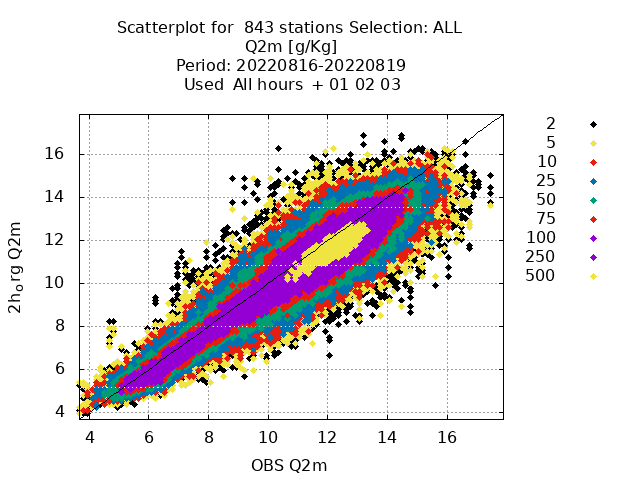 Scatterplot for  843 stations Selection: ALL
Q2m [g/Kg]
Period: 20220816-20220819
Used  All hours  + 01 02 03
2
5
10
25
50
75
100
250
500
16
14
12
10
8
6
4
2horg Q2m
4 6 8 10 12 14 16
OBS Q2m